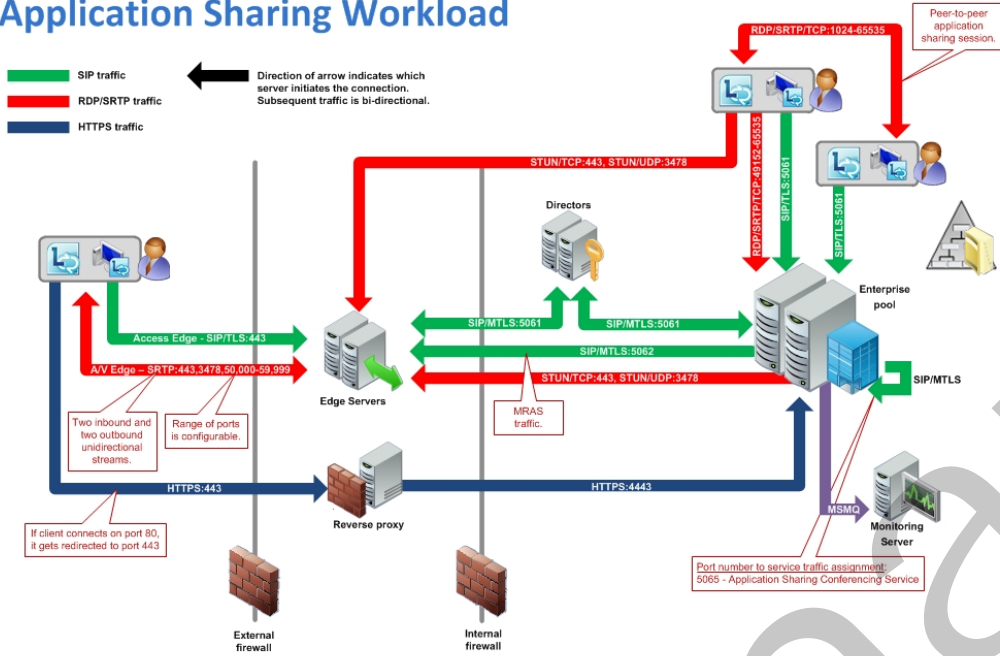 Application Sharing Workload
SIP traffic
RDP/SRTP traffic
HTTPS traffic
Direction of arrow indicates which
server initiates the connection.
Subsequent traffic is bi-directional.
RDP/SRTP/TCP:1024-65535
Peer-to-peer
application
sharing session.
STUN/TCP:443, STUN/UDP:3478
RDP/SRTP/TCP:49152-65535
SIP/TLS:5061
SIP/TLS:5061
Directors
Enterprise
pool
SIP/MTLS:5061
SIP/MTLS:5061
Access Edge - SIP/TLS:443
SIP/MTLS:5062
A/V Edge – SRTP:443,3478,50,000-59,999
STUN/TCP:443, STUN/UDP:3478
SIP/MTLS
Edge Servers
Two inbound and
two outbound
unidirectional
streams.
Range of ports
is configurable.
MRAS
traffic.
HTTPS:443
HTTPS:4443
Reverse proxy
MSMQ
Monitoring
Server
If client connects on port 80,
it gets redirected to port 443
Port number to service traffic assignment:
5065 - Application Sharing Conferencing Service
External
firewall
Internal
firewall